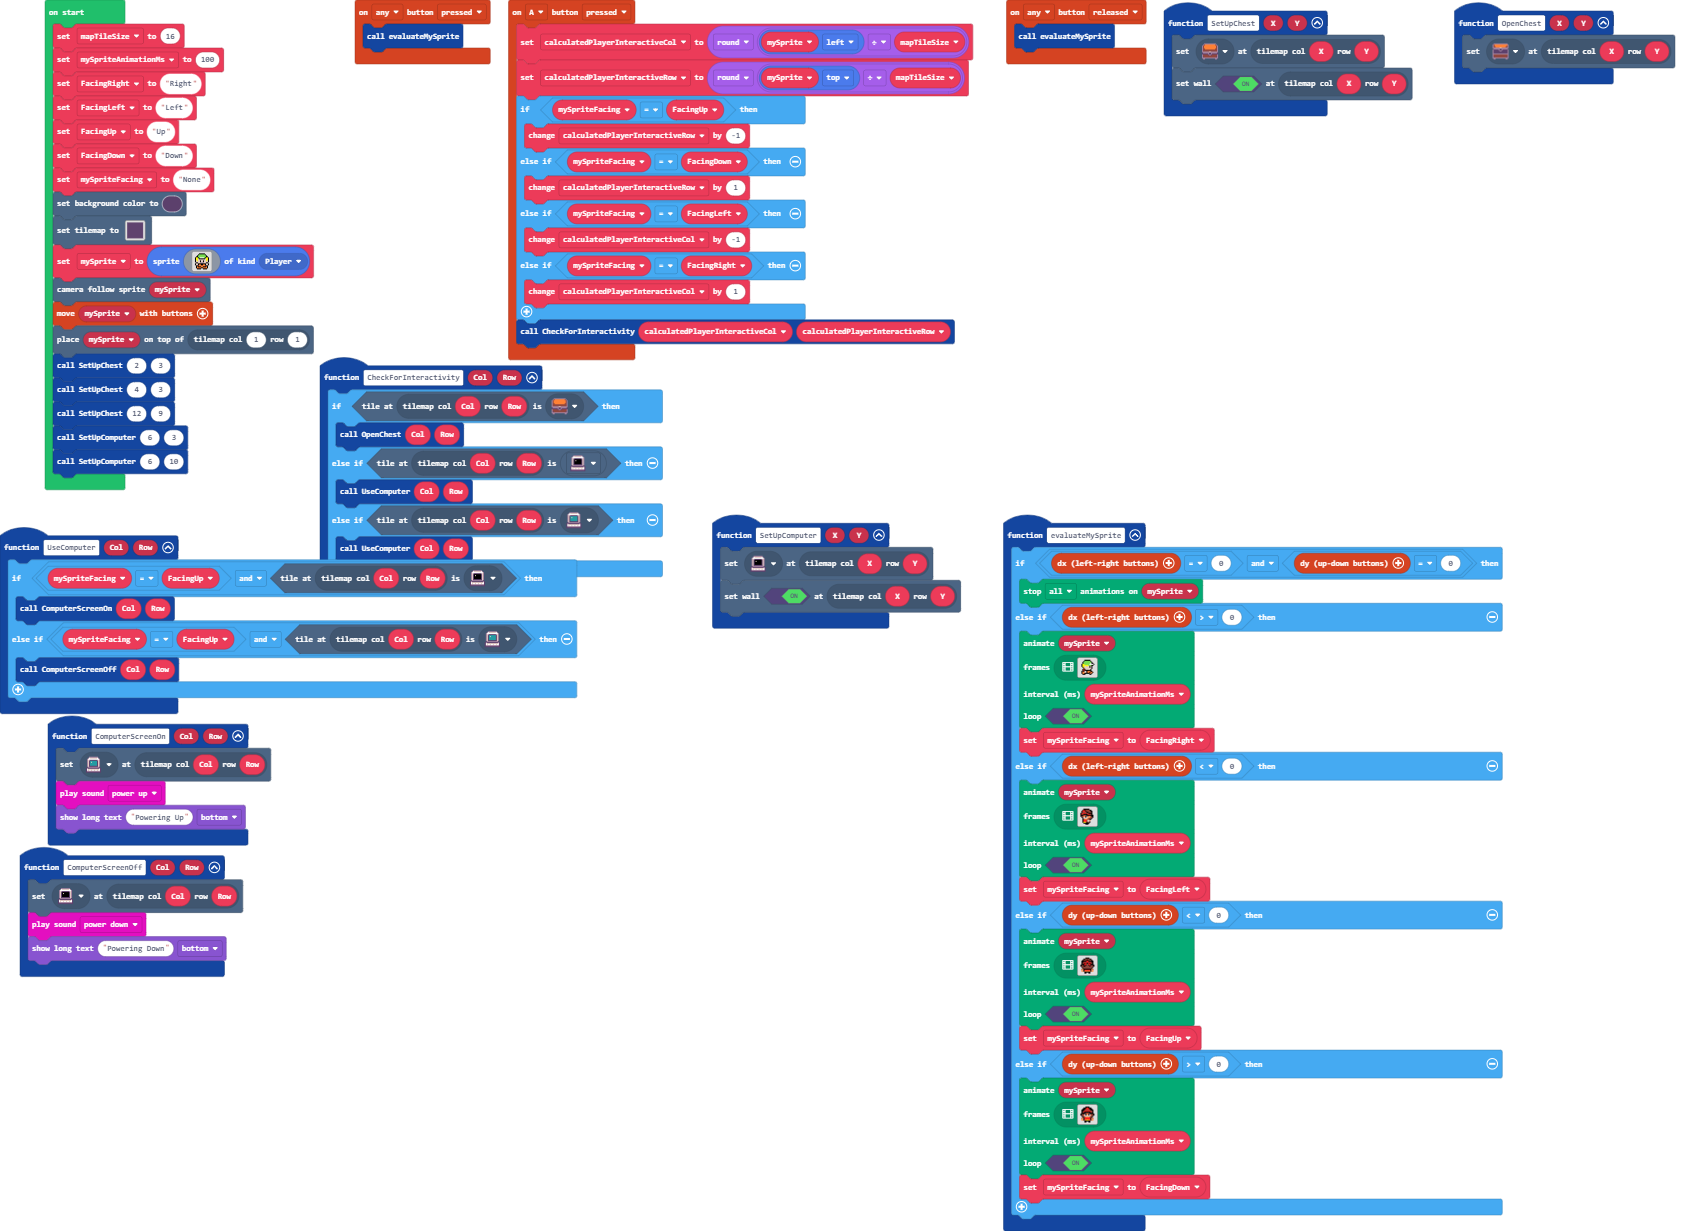 on start
set mapTileSize to 16
set mySpriteAnimationMs to 100
set FacingRight to "Right"
set FacingLeft to "Left"
set FacingUp to "Up"
set FacingDown to "Down"
set mySpriteFacing to "None"
set background color to
set tilemap to
set mySprite to sprite of kind Player
camera follow sprite mySprite
move mySprite with buttons
place mySprite on top of tilemap col 1 row 1
call SetUpChest 2 3
call SetUpChest 4 3
call SetUpChest 12 9
call SetUpComputer 6 3
call SetUpComputer 6 10
on any button pressed
call evaluateMySprite
on A button pressed
set calculatedPlayerInteractiveCol to round mySprite left ÷ mapTileSize
set calculatedPlayerInteractiveRow to round mySprite top ÷ mapTileSize
if mySpriteFacing = FacingUp then
change calculatedPlayerInteractiveRow by -1
else if mySpriteFacing = FacingDown then
change calculatedPlayerInteractiveRow by 1
else if mySpriteFacing = FacingLeft then
change calculatedPlayerInteractiveCol by -1
else if mySpriteFacing = FacingRight then
change calculatedPlayerInteractiveCol by 1
call CheckForInteractivity calculatedPlayerInteractiveCol calculatedPlayerInteractiveRow
on any button released
call evaluateMySprite
function SetUpChest X Y
set at tilemap col X row Y
set wall ON at tilemap col X row Y
function OpenChest X Y
set at tilemap col X row Y
function CheckForInteractivity Col Row
if tile at tilemap col Col row Row is then
call OpenChest Col Row
else if tile at tilemap col Col row Row is then
call UseComputer Col Row
else if tile at tilemap col Col row Row is then
call UseComputer Col Row
function UseComputer Col Row
if mySpriteFacing = FacingUp and tile at tilemap col Col row Row is then
call ComputerScreenOn Col Row
else if mySpriteFacing = FacingUp and tile at tilemap col Col row Row is then
call ComputerScreenOff Col Row
function ComputerScreenOn Col Row
set at tilemap col Col row Row
play sound power up
show long text "Powering Up" bottom
function ComputerScreenOff Col Row
set at tilemap col Col row Row
play sound power down
show long text "Powering Down" bottom
function SetUpComputer X Y
set at tilemap col X row Y
set wall ON at tilemap col X row Y
function evaluateMySprite
if dx (left-right buttons) = 0 and dy (up-down buttons) = 0 then
stop all animations on mySprite
else if dx (left-right buttons) > 0 then
animate mySprite
frames
interval (ms) mySpriteAnimationMs
loop ON
set mySpriteFacing to FacingRight
else if dx (left-right buttons) < 0 then
animate mySprite
frames
interval (ms) mySpriteAnimationMs
loop ON
set mySpriteFacing to FacingLeft
else if dy (up-down buttons) < 0 then
animate mySprite
frames
interval (ms) mySpriteAnimationMs
loop ON
set mySpriteFacing to FacingUp
else if dy (up-down buttons) > 0 then
animate mySprite
frames
interval (ms) mySpriteAnimationMs
loop ON
set mySpriteFacing to FacingDown